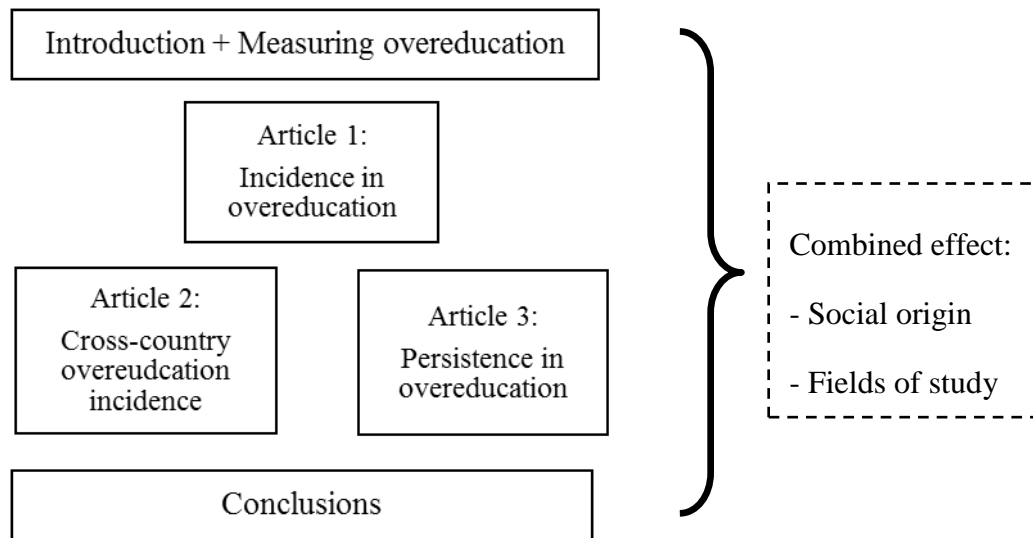 Introduction + Measuring overeducation
Article 1:
Incidence in
overeducation
Article 2:
Cross-country
overeudcation
incidence
Article 3:
Persistence in
overeducation
Conclusions
Combined effect:
- Social origin
- Fields of study